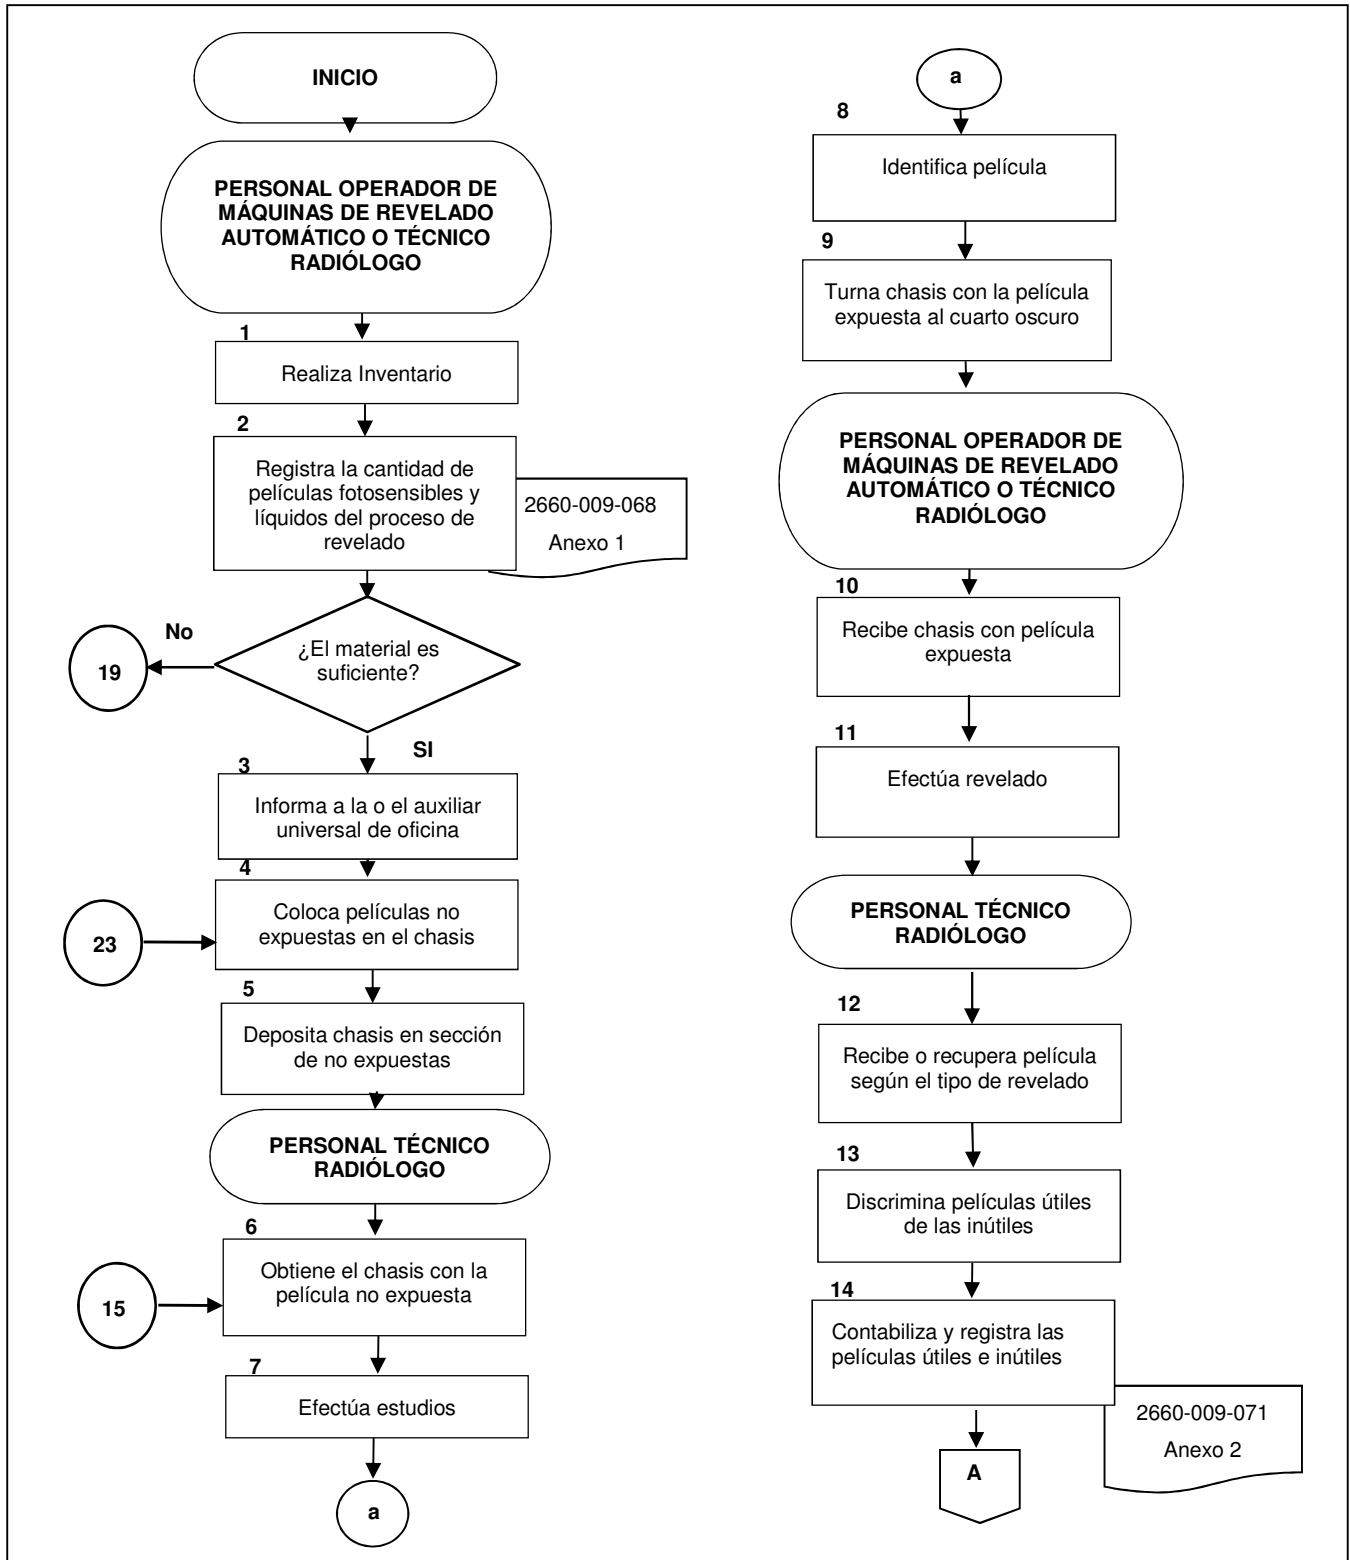 INICIO
PERSONAL OPERADOR DE
MÁQUINAS DE REVELADO
AUTOMÁTICO O TÉCNICO
RADIÓLOGO
1
Realiza Inventario
2
Registra la cantidad de
películas fotosensibles y
líquidos del proceso de
revelado
2660-009-068
Anexo 1
¿El material es
suficiente?
No
19
SI
3
Informa a la o el auxiliar
universal de oficina
4
Coloca películas no
expuestas en el chasis
23
5
Deposita chasis en sección
de no expuestas
PERSONAL TÉCNICO
RADIÓLOGO
6
Obtiene el chasis con la
película no expuesta
15
7
Efectúa estudios
a
a
8
Identifica película
9
Turna chasis con la película
expuesta al cuarto oscuro
PERSONAL OPERADOR DE
MÁQUINAS DE REVELADO
AUTOMÁTICO O TÉCNICO
RADIÓLOGO
10
Recibe chasis con película
expuesta
11
Efectúa revelado
PERSONAL TÉCNICO
RADIÓLOGO
12
Recibe o recupera película
según el tipo de revelado
13
Discrimina películas útiles
de las inútiles
14
Contabiliza y registra las
películas útiles e inútiles
2660-009-071
Anexo 2
A